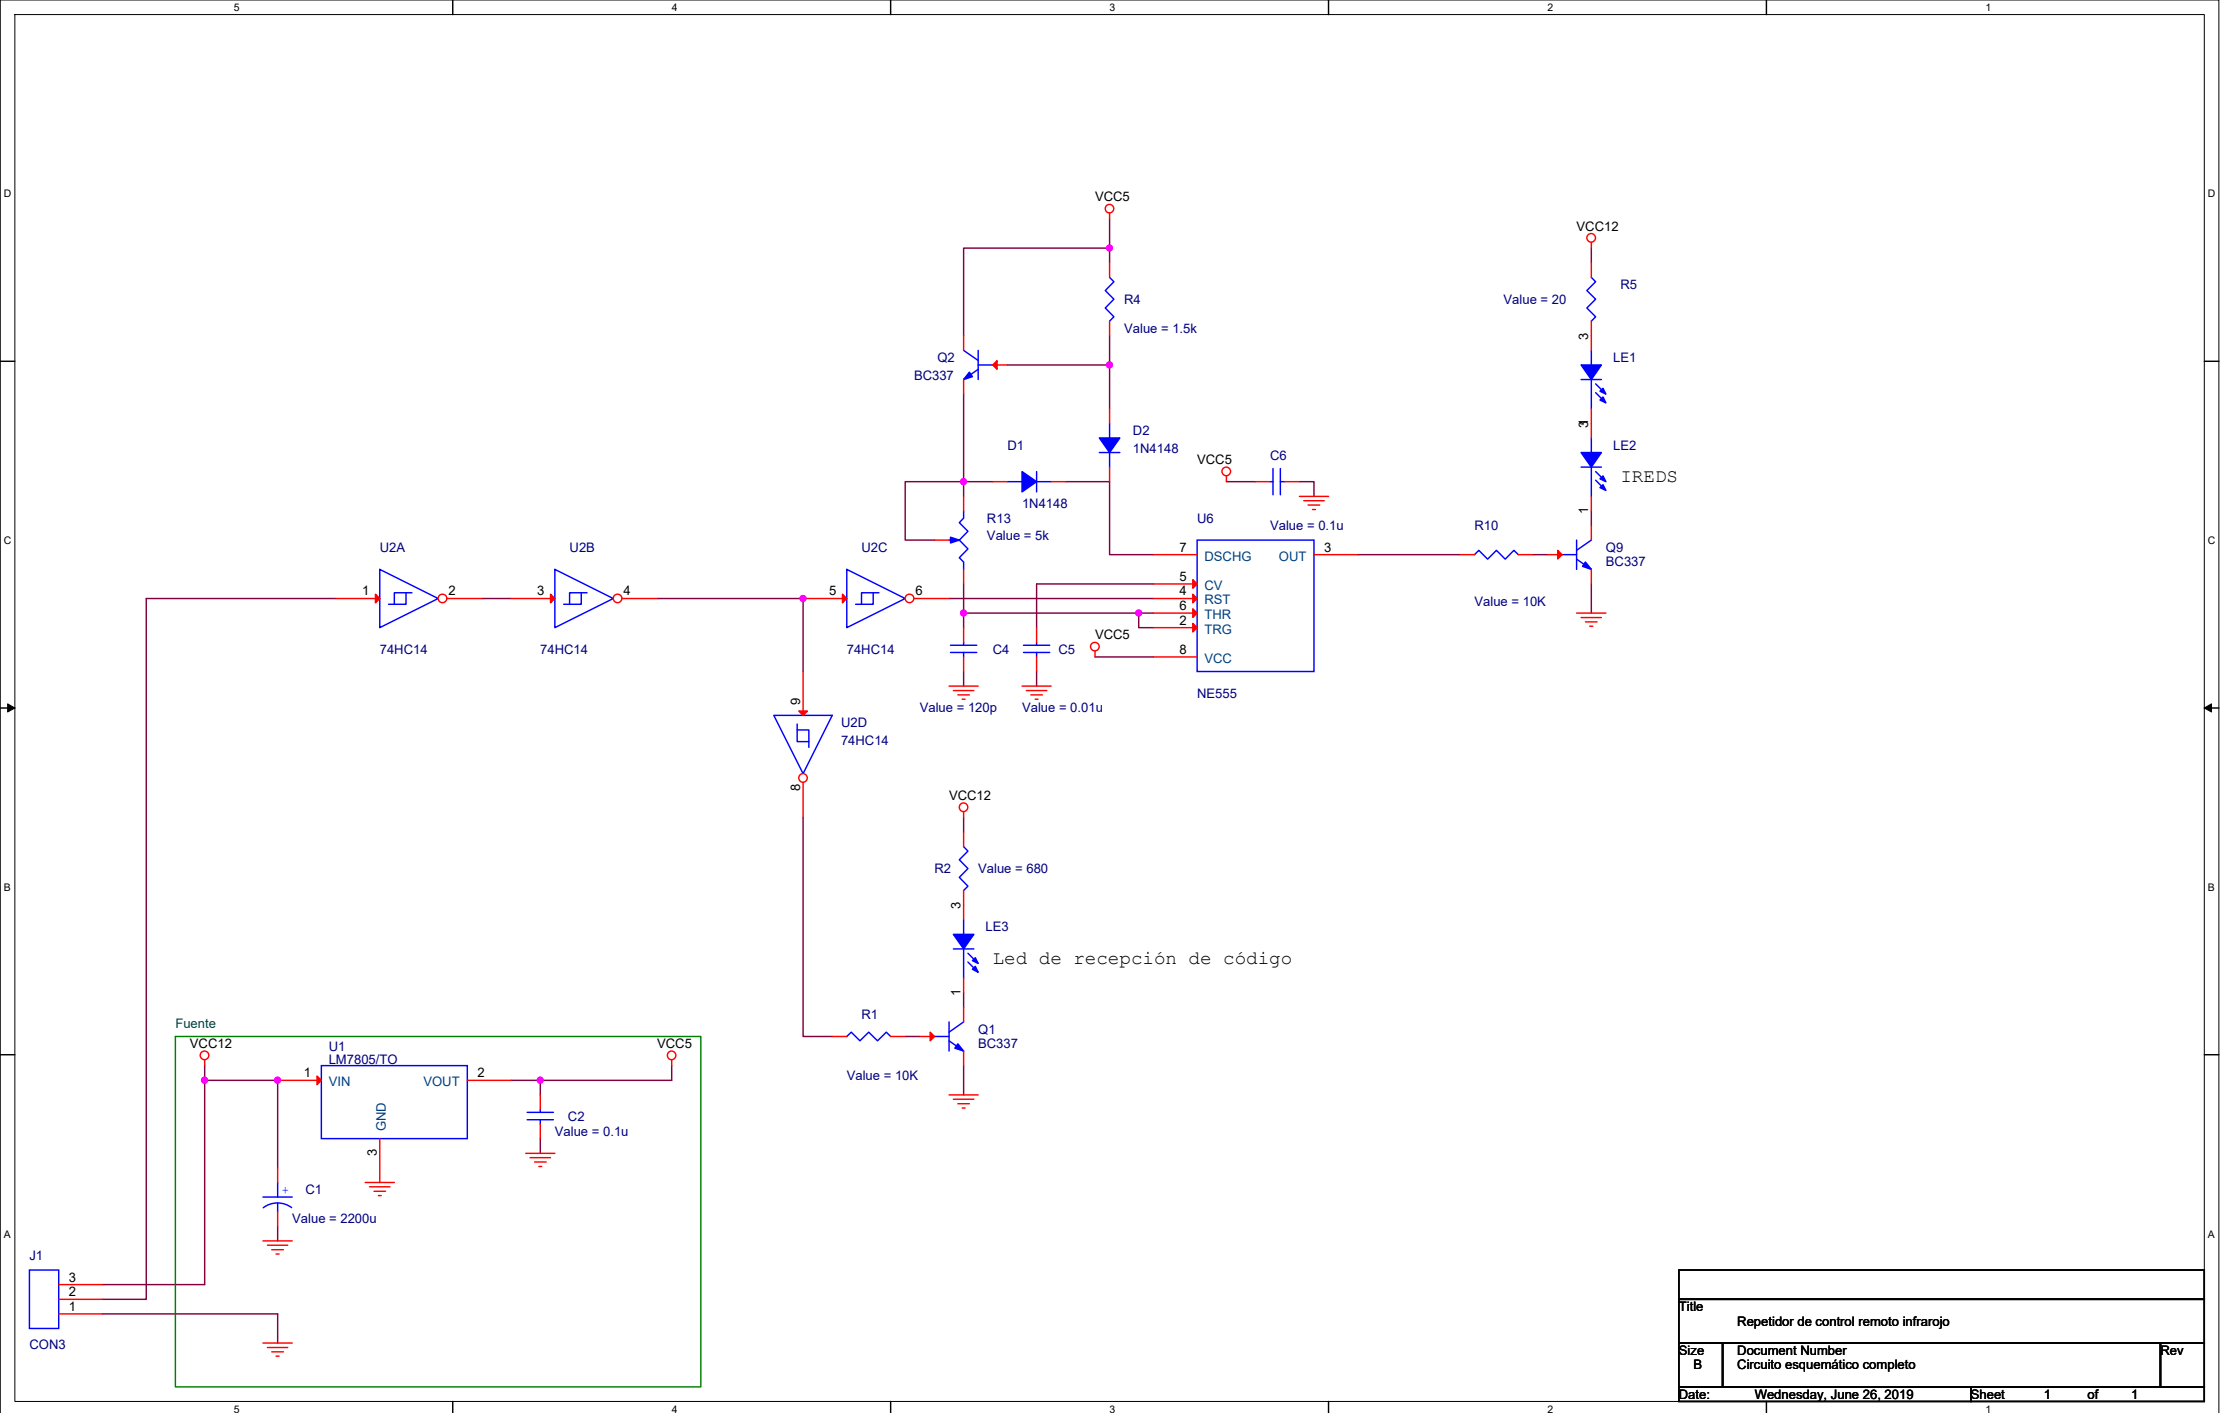 5 4 3 2 1
D D
VCC5
VCC12
R4
Value = 1.5k
R5
Value = 20
3
Q2
BC337
LE1
D2
1N4148
3
LE2
IREDS
D1
1N4148
VCC5
C6
Value = 0.1u
1
R13
Value = 5k
C C
U2A
1 2
74HC14
U2B
3 4
74HC14
U2C
5 6
74HC14
U6
7 DSCHG OUT 3
5 CV
4 RST
6 THR
2 TRG
8 VCC
NE555
VCC5
R10
Value = 10K
Q9
BC337
C4
Value = 120p
C5
Value = 0.01u
9
U2D
74HC14
8
VCC12
R2 Value = 680
B B
3
LE3
Led de recepción de código
1
R1
Value = 10K
Q1
BC337
Fuente
VCC12
U1
LM7805/TO
VCC5
1 VIN VOUT 2
GND
3
C2
Value = 0.1u
C1
+
Value = 2200u
A A
J1
3
2
1
CON3
Title
Repetidor de control remoto infrarojo
Size Document Number Rev
B Circuito esquemático completo
Date: Wednesday, June 26, 2019 Sheet 1 of 1
5 4 3 2 1